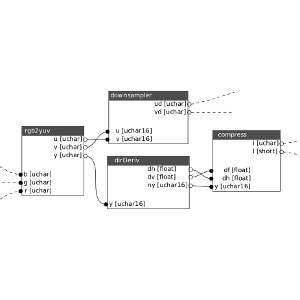 downsampler
ud [uchar]
vd [uchar]
u [uchar16]
v [uchar16]
rgb2yuv
u [uchar]
v [uchar]
y [uchar]
b [uchar]
g [uchar]
r [uchar]
dirDeriv
dh [float]
dv [float]
ny [uchar16]
y [uchar16]
compress
i [uchar]
l [short]
df [float]
dh [float]
y [uchar16]